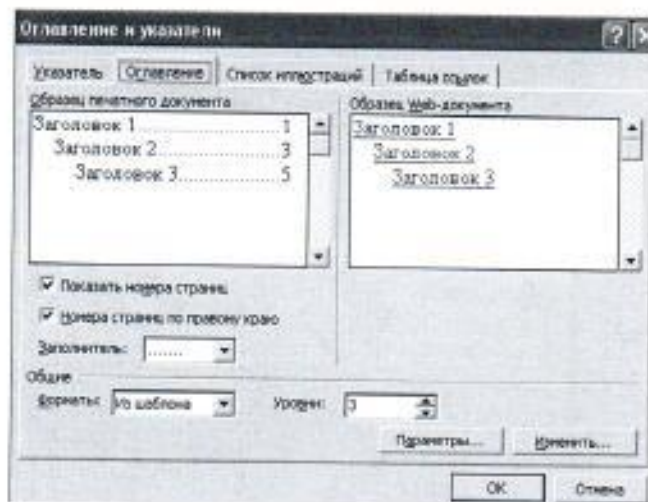 Оглавление и указатели
Указатель Оглавление Список иллюстраций Таблица ссылок
Образец печатного документа
Заголовок 1 ........ 1
Заголовок 2 ........ 3
Заголовок 3 ........ 5
Образец Web-документа
Заголовок 1
Заголовок 2
Заголовок 3
Показать номера страниц
Номера страниц по правому краю
Заполнитель: .......
Общие
Форматы: Из шаблона Уровни: 3
Параметры... Изменить...
OK Отмена